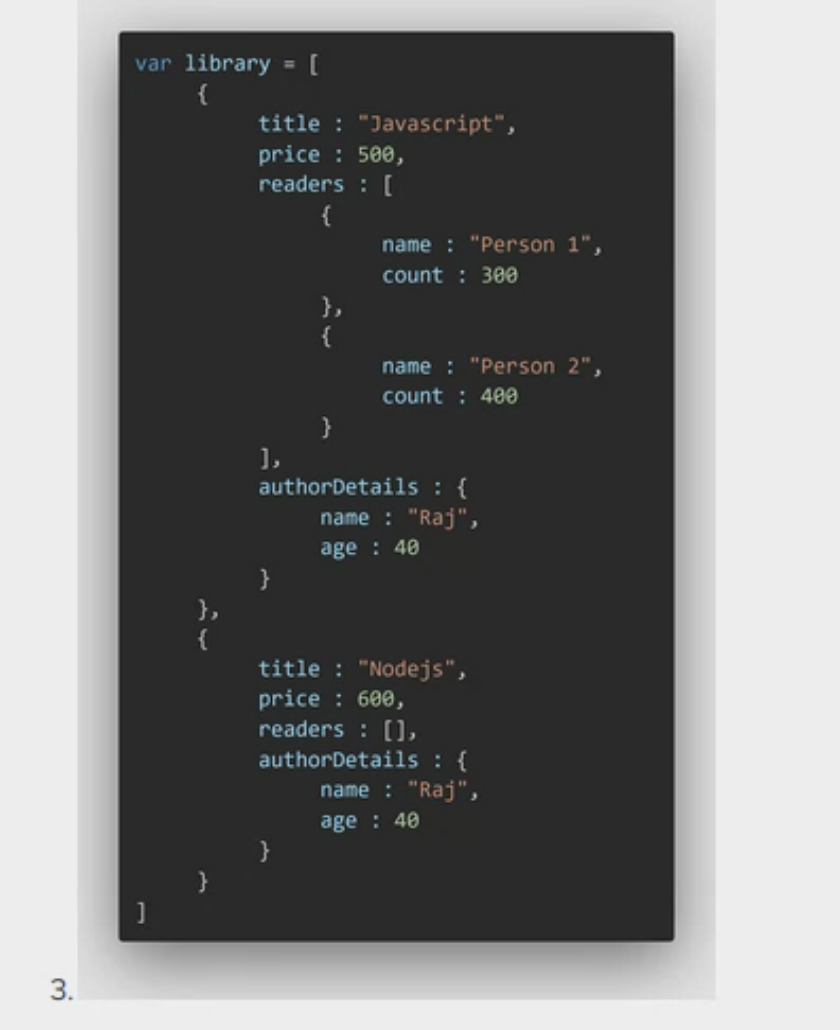 var library = [
     {
          title : "Javascript",
          price : 500,
          readers : [
               {
                    name : "Person 1",
                    count : 300
               },
               {
                    name : "Person 2",
                    count : 400
               }
          ],
          authorDetails : {
               name : "Raj",
               age : 40
          }
     },
     {
          title : "Nodejs",
          price : 600,
          readers : [],
          authorDetails : {
               name : "Raj",
               age : 40
          }
     }
]
3.